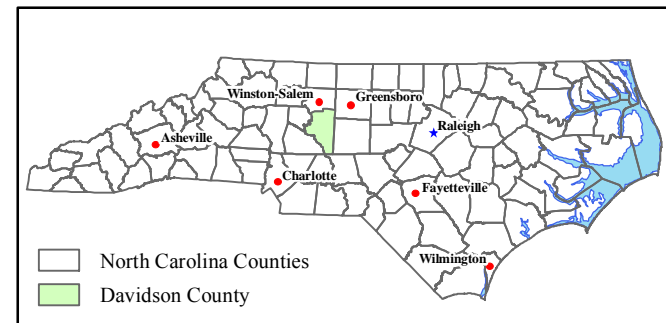 Winston-Salem
Greensboro
Raleigh
Asheville
Charlotte
Fayetteville
Wilmington
North Carolina Counties
Davidson County